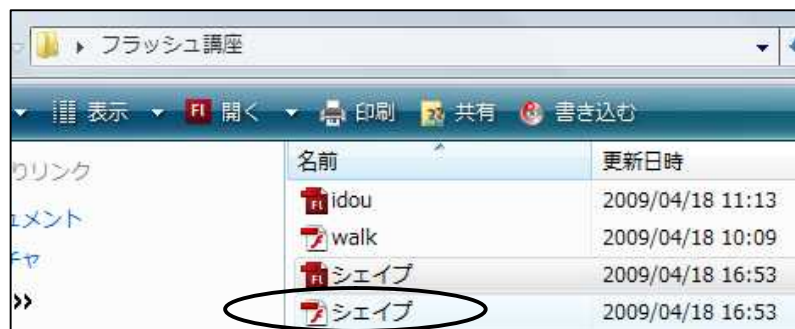 フラッシュ講座
表示 開く 印刷 共有 書き込む
りリンク
名前 更新日時
idou 2009/04/18 11:13
ュメント
walk 2009/04/18 10:09
チャ
シェイプ 2009/04/18 16:53
»
シェイプ 2009/04/18 16:53